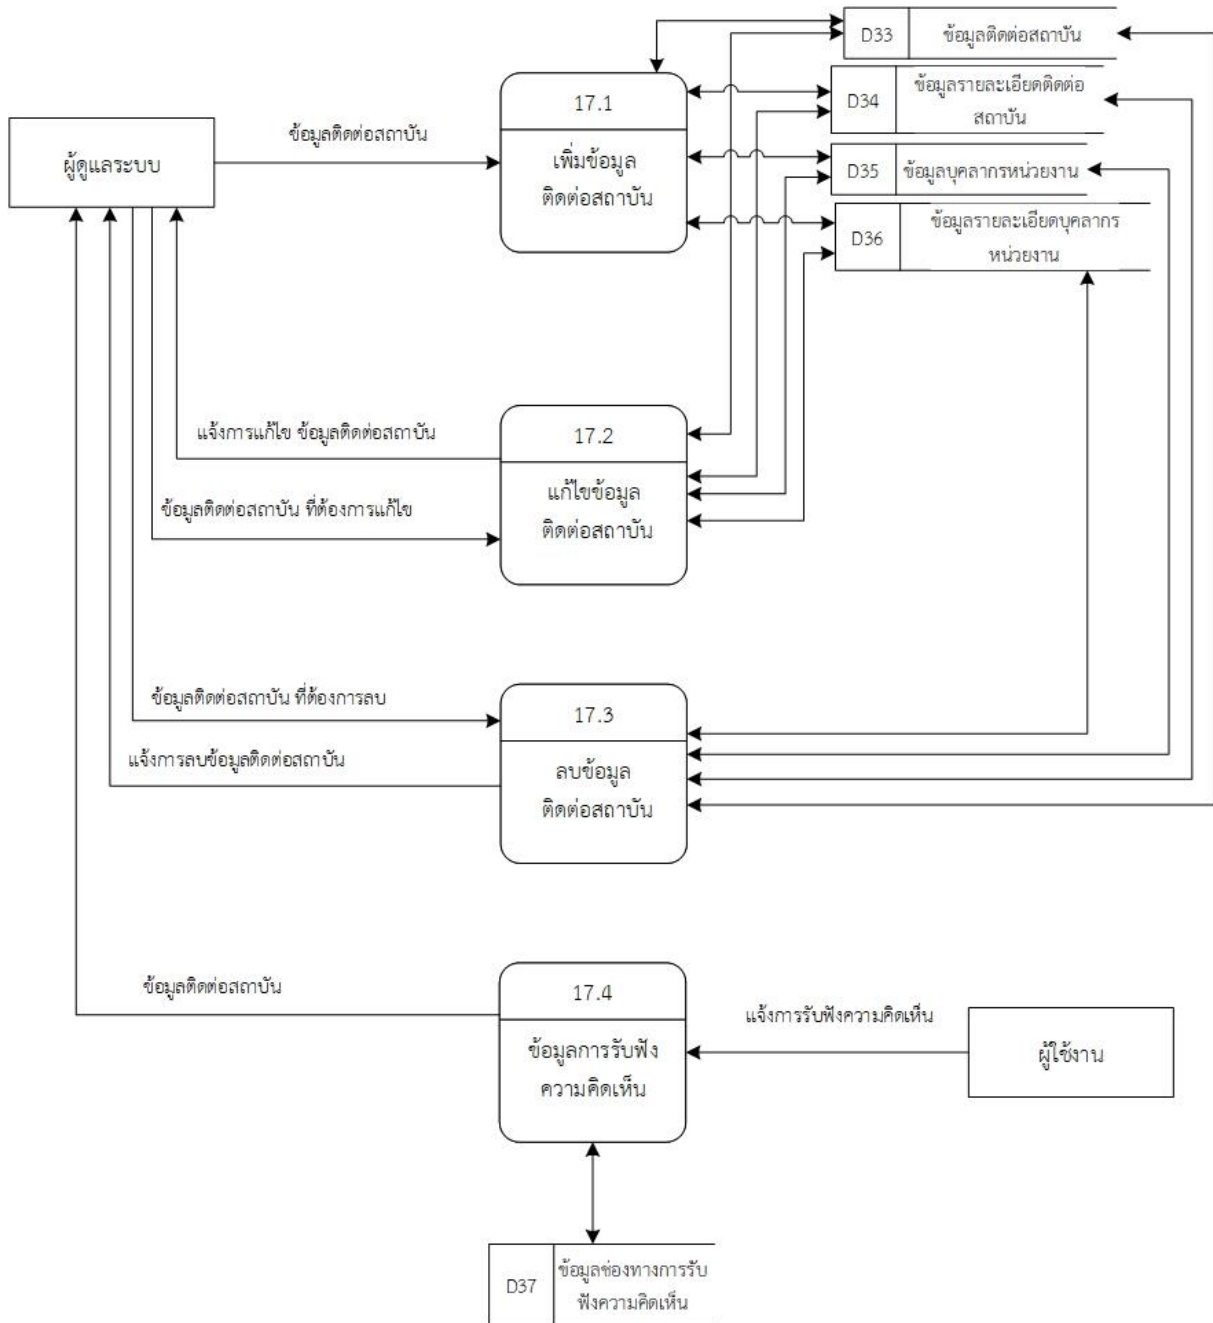 D33
ข้อมูลติดต่อสถาบัน
17.1
D34
ข้อมูลรายละเอียดติดต่อ
สถาบัน
ข้อมูลติดต่อสถาบัน
ผู้ดูแลระบบ
เพิ่มข้อมูล
ติดต่อสถาบัน
D35
ข้อมูลบุคลากรหน่วยงาน
D36
ข้อมูลรายละเอียดบุคลากร
หน่วยงาน
แจ้งการแก้ไข ข้อมูลติดต่อสถาบัน
17.2
ข้อมูลติดต่อสถาบัน ที่ต้องการแก้ไข
แก้ไขข้อมูล
ติดต่อสถาบัน
ข้อมูลติดต่อสถาบัน ที่ต้องการลบ
17.3
แจ้งการลบข้อมูลติดต่อสถาบัน
ลบข้อมูล
ติดต่อสถาบัน
ข้อมูลติดต่อสถาบัน
17.4
แจ้งการรับฟังความคิดเห็น
ข้อมูลการรับฟัง
ความคิดเห็น
ผู้ใช้งาน
D37
ข้อมูลช่องทางการรับ
ฟังความคิดเห็น